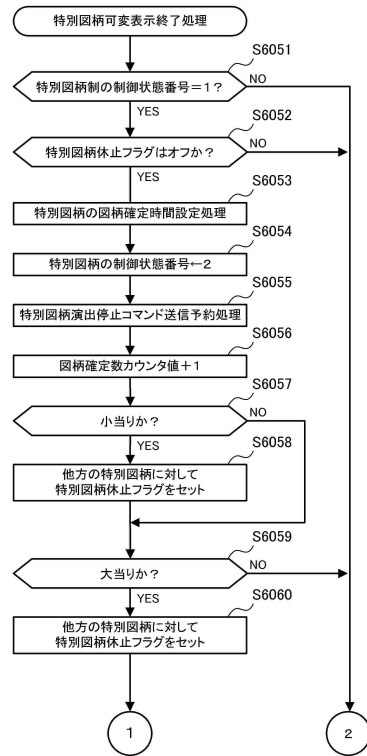 特別図柄可変表示終了処理
S6051
特別図柄制の制御状態番号＝１？
NO
YES
S6052
特別図柄休止フラグはオフか？
NO
YES
S6053
特別図柄の図柄確定時間設定処理
S6054
特別図柄の制御状態番号←２
S6055
特別図柄演出停止コマンド送信予約処理
S6056
図柄確定数カウンタ値＋１
S6057
小当りか？
NO
YES
S6058
他方の特別図柄に対して
特別図柄休止フラグをセット
S6059
大当りか？
NO
YES
S6060
他方の特別図柄に対して
特別図柄休止フラグをセット
1
2